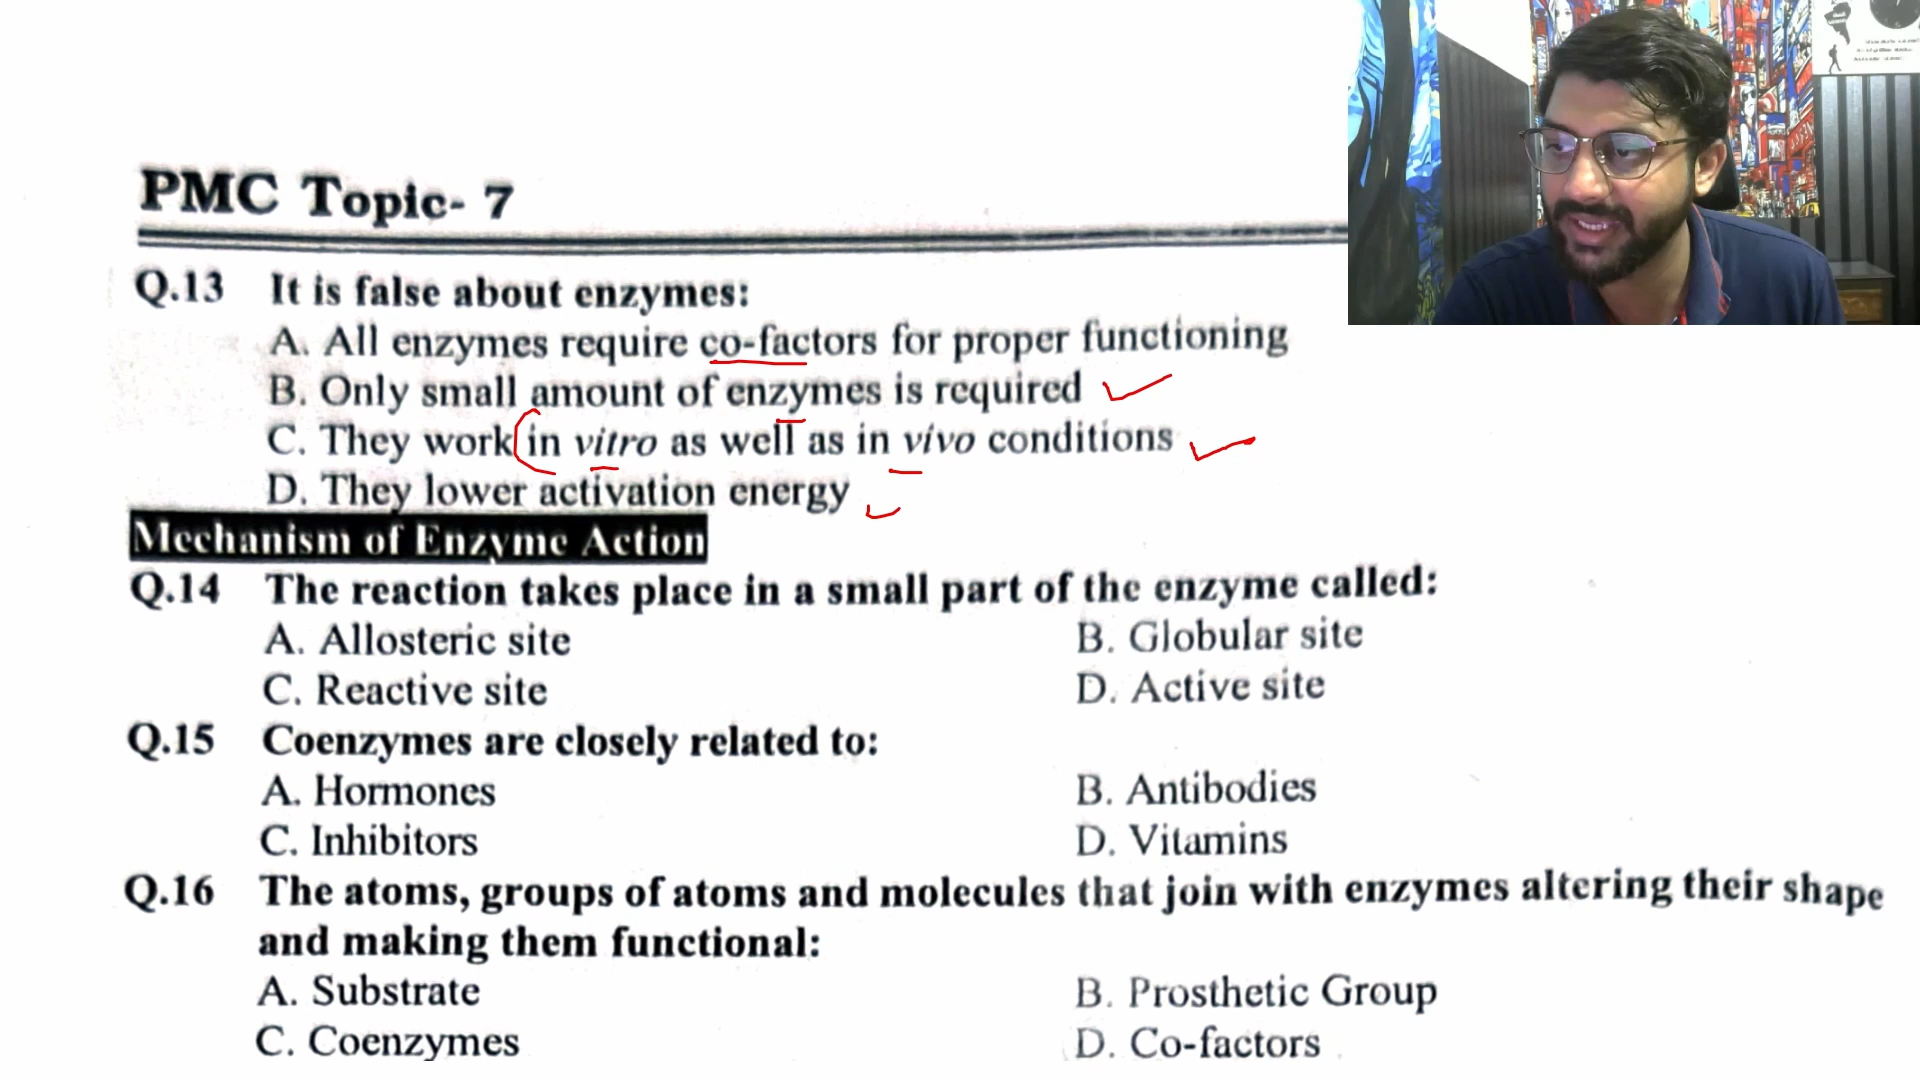 PMC Topic- 7
Q.13 It is false about enzymes:
A. All enzymes require co-factors for proper functioning
B. Only small amount of enzymes is required
C. They work in vitro as well as in vivo conditions
D. They lower activation energy
Mechanism of Enzyme Action
Q.14 The reaction takes place in a small part of the enzyme called:
A. Allosteric site B. Globular site
C. Reactive site D. Active site
Q.15 Coenzymes are closely related to:
A. Hormones B. Antibodies
C. Inhibitors D. Vitamins
Q.16 The atoms, groups of atoms and molecules that join with enzymes altering their shape
and making them functional:
A. Substrate B. Prosthetic Group
C. Coenzymes D. Co-factors